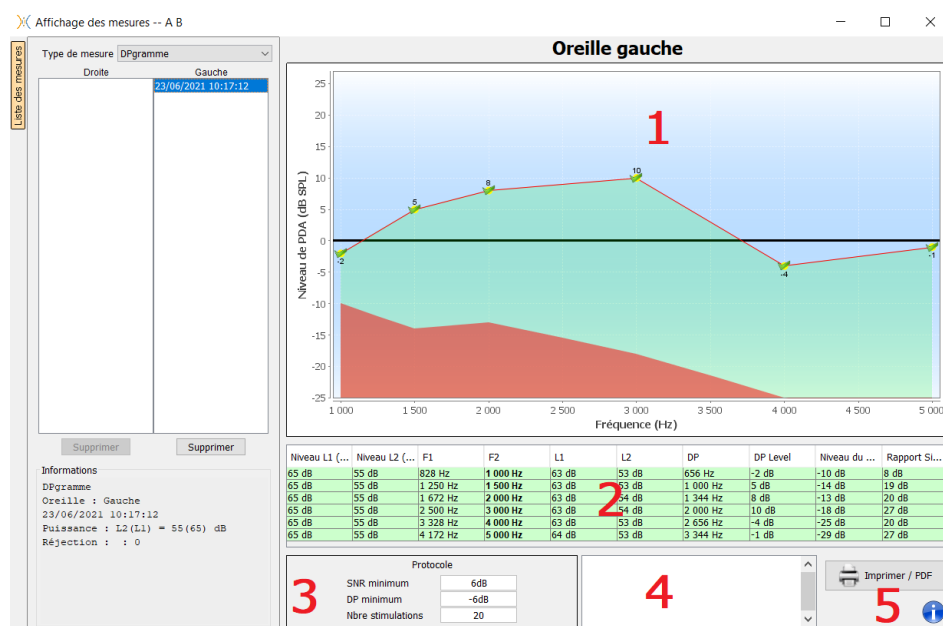 Affichage des mesures -- A B
Liste des mesures
Type de mesure DPgramme
Droite Gauche
23/06/2021 10:17:12
Supprimer Supprimer
Informations
DPgramme
Oreille : Gauche
23/06/2021 10:17:12
Puissance : L2(L1) = 55(65) dB
Réjection : : 0
Oreille gauche
1
Niveau de PDA (dB SPL)
25
20
15
10
5
0
-5
-10
-15
-20
-25
-2 5 8 10 -4 -1
1 000 1 500 2 000 2 500 3 000 3 500 4 000 4 500 5 000
Fréquence (Hz)
Niveau L1 (... Niveau L2 (... F1 F2 L1 L2 DP DP Level Niveau du ... Rapport Si...
65 dB 55 dB 828 Hz 1 000 Hz 63 dB 53 dB 656 Hz -2 dB -10 dB 8 dB
65 dB 55 dB 1 250 Hz 1 500 Hz 63 dB 53 dB 1 000 Hz 5 dB -14 dB 19 dB
65 dB 55 dB 1 672 Hz 2 000 Hz 63 dB 54 dB 1 344 Hz 8 dB -13 dB 20 dB
65 dB 55 dB 2 500 Hz 3 000 Hz 63 dB 54 dB 2 000 Hz 10 dB -18 dB 27 dB
65 dB 55 dB 3 328 Hz 4 000 Hz 63 dB 53 dB 2 656 Hz -4 dB -25 dB 20 dB
65 dB 55 dB 4 172 Hz 5 000 Hz 64 dB 53 dB 3 344 Hz -1 dB -29 dB 27 dB
2
Protocole
3
SNR minimum 6dB
DP minimum -6dB
Nbre stimulations 20
4
Imprimer / PDF
5
i